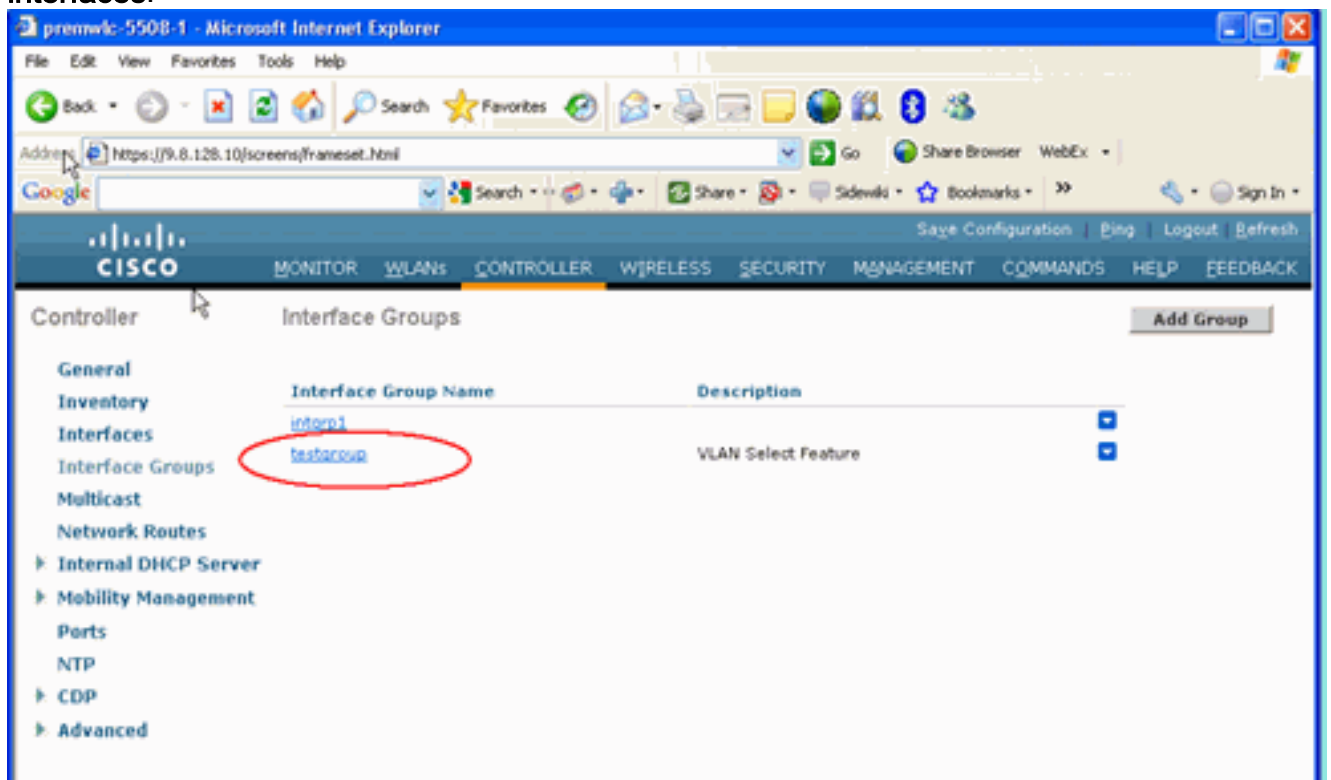 interfaces.
premwlc-5508-1 - Microsoft Internet Explorer
File Edit View Favorites Tools Help
Back Search Favorites
Address https://9.8.128.10/screens/frameset.html Go Share Browser WebEx
Google Search Share Sidewiki Bookmarks Sign In
Save Configuration | Ping | Logout | Refresh
CISCO MONITOR WLANs CONTROLLER WIRELESS SECURITY MANAGEMENT COMMANDS HELP FEEDBACK
Controller Interface Groups Add Group
General
Interface Group Name Description
Inventory
intgrp1
Interfaces
testgroup VLAN Select Feature
Interface Groups
Multicast
Network Routes
Internal DHCP Server
Mobility Management
Ports
NTP
CDP
Advanced